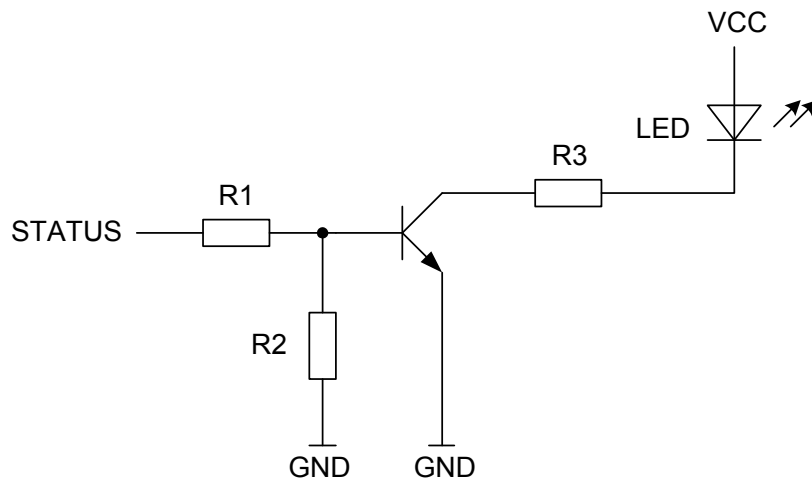 VCC
LED
R3
R1
STATUS
R2
GND
GND